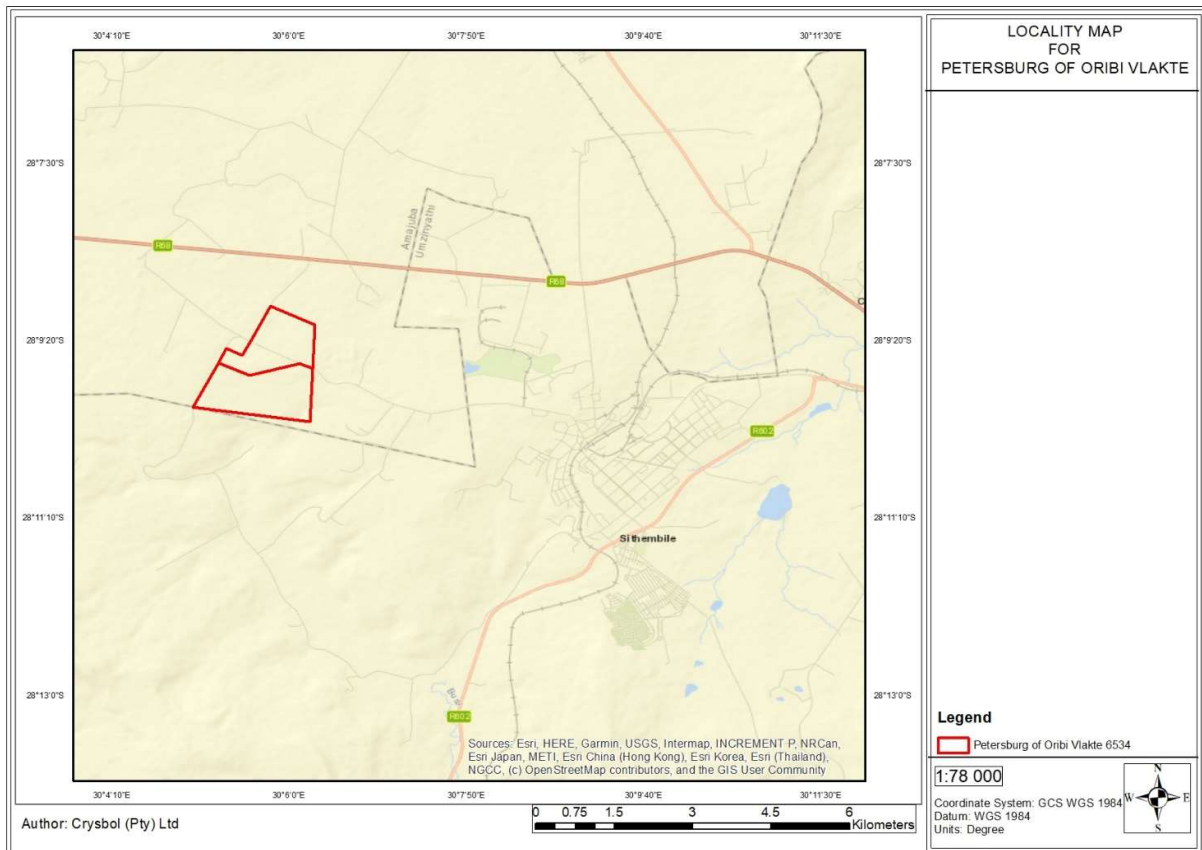 LOCALITY MAP
FOR
PETERSBURG OF ORIBI VLAKTE
30°4'10"E 30°6'0"E 30°7'50"E 30°9'40"E 30°11'30"E
28°7'30"S 28°7'30"S
Amajuba
Umzinyathi
R68
R68
C
28°9'20"S 28°9'20"S
R602
28°11'10"S 28°11'10"S
Sithembile
28°13'0"S 28°13'0"S
R602
Sources: Esri, HERE, Garmin, USGS, Intermap, INCREMENT P, NRCan,
Esri Japan, METI, Esri China (Hong Kong), Esri Korea, Esri (Thailand),
NGCC, (c) OpenStreetMap contributors, and the GIS User Community
30°4'10"E 30°6'0"E 30°7'50"E 30°9'40"E 30°11'30"E
Author: Crysbol (Pty) Ltd
0 0.75 1.5 3 4.5 6
Kilometers
Legend
Petersburg of Oribi Vlakte 6534
1:78 000
Coordinate System: GCS WGS 1984
Datum: WGS 1984
Units: Degree
N
W E
S